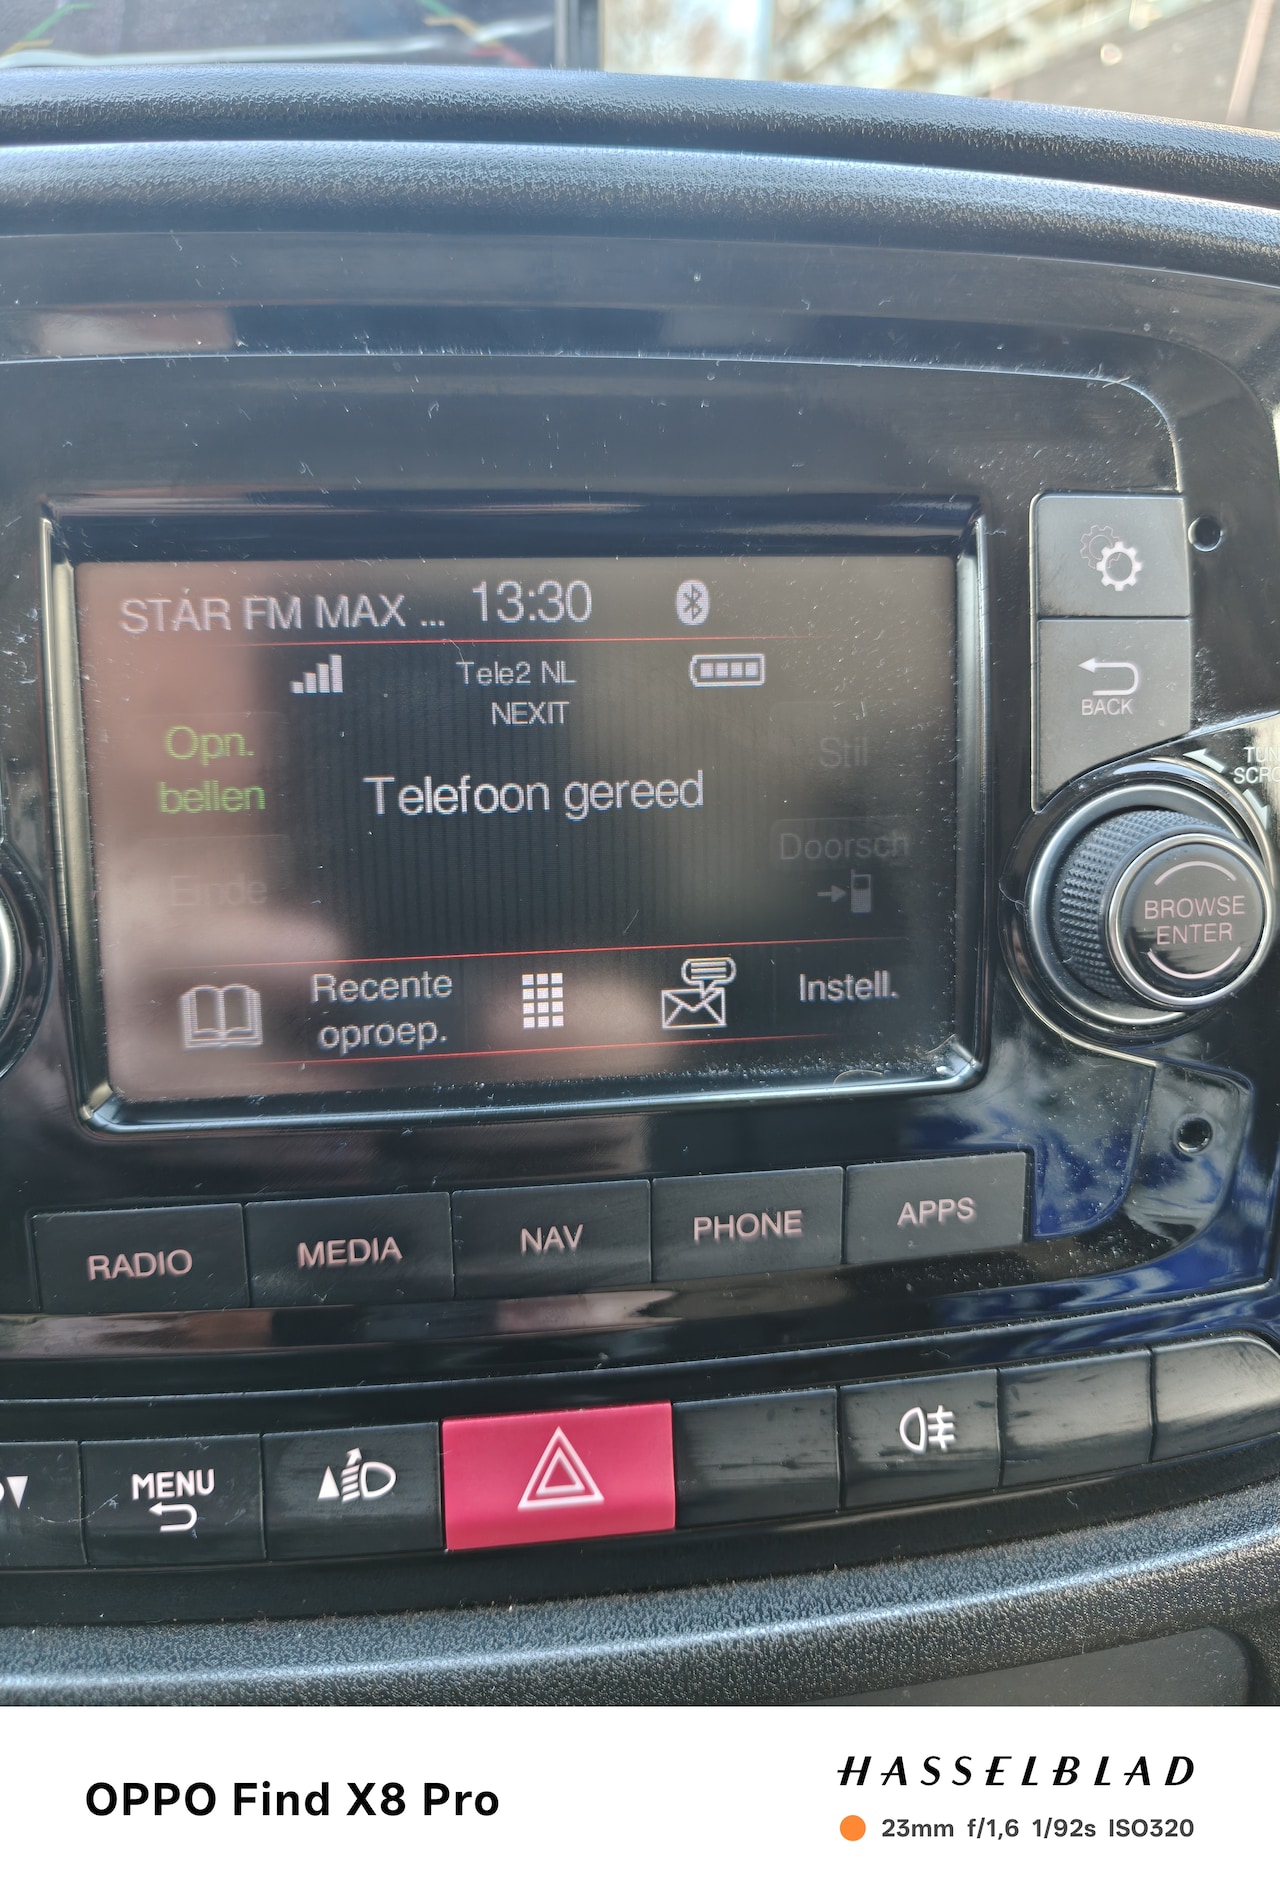 STAR FM MAX ... 13:30
Tele2 NL
NEXIT
Opn.
bellen
Stil
Telefoon gereed
Doorsch
Einde
Recente
oproep.
Instell.
BACK
TUN
SCRO
BROWSE
ENTER
RADIO MEDIA NAV PHONE APPS
MENU
OPPO Find X8 Pro
HASSELBLAD
23mm f/1,6 1/92s ISO320